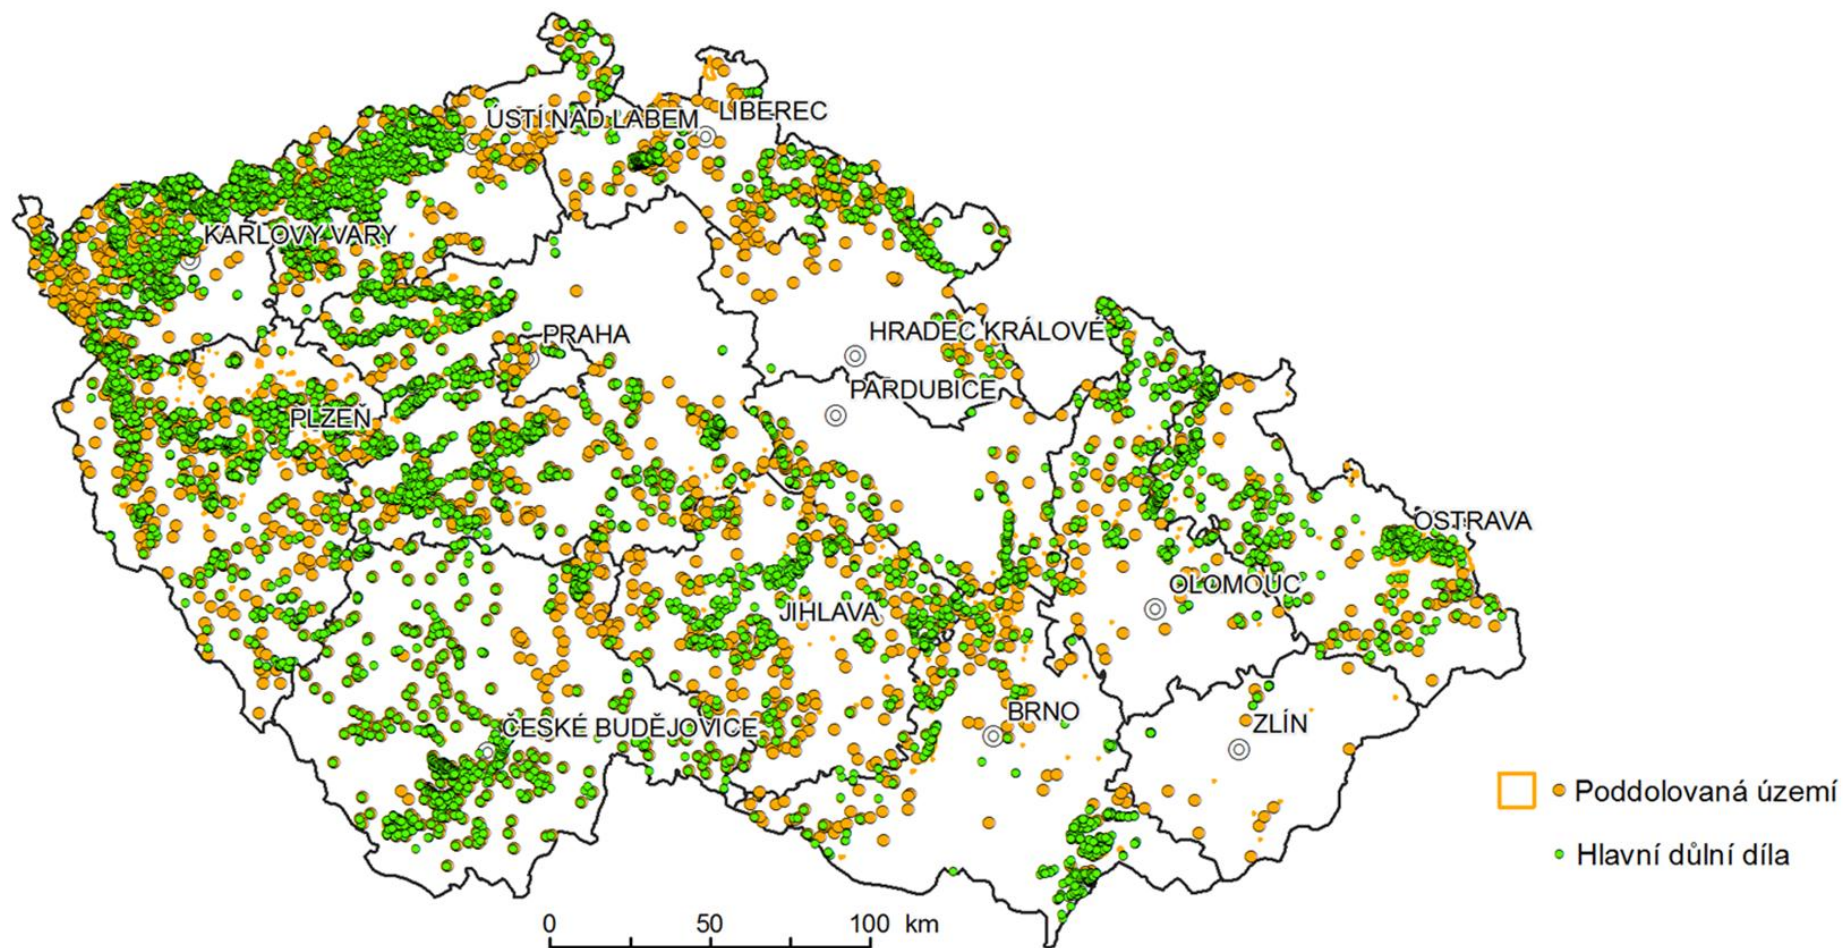 ÚSTÍ NAD LABEM
LIBEREC
KARLOVY VARY
PRAHA
HRADEC KRÁLOVÉ
PARDUBICE
PLZEŇ
OSTRAVA
OLOMOUC
JIHLAVA
ČESKÉ BUDĚJOVICE
BRNO
ZLÍN
Poddolovaná území
Hlavní důlní díla
0 50 100 km